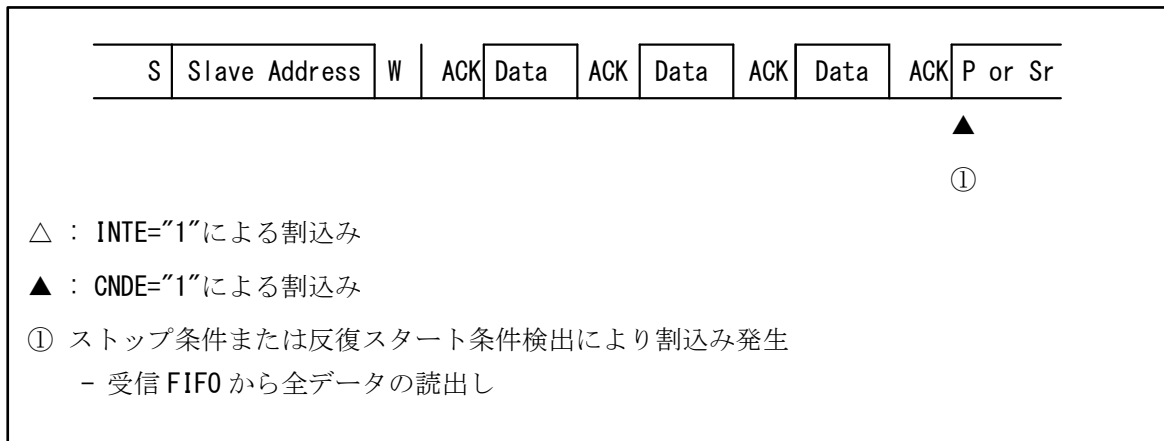 S Slave Address W ACK Data ACK Data ACK Data ACK P or Sr
▲
①
△ : INTE="1"による割込み
▲ : CNDE="1"による割込み
① ストップ条件または反復スタート条件検出により割込み発生
- 受信 FIFO から全データの読出し